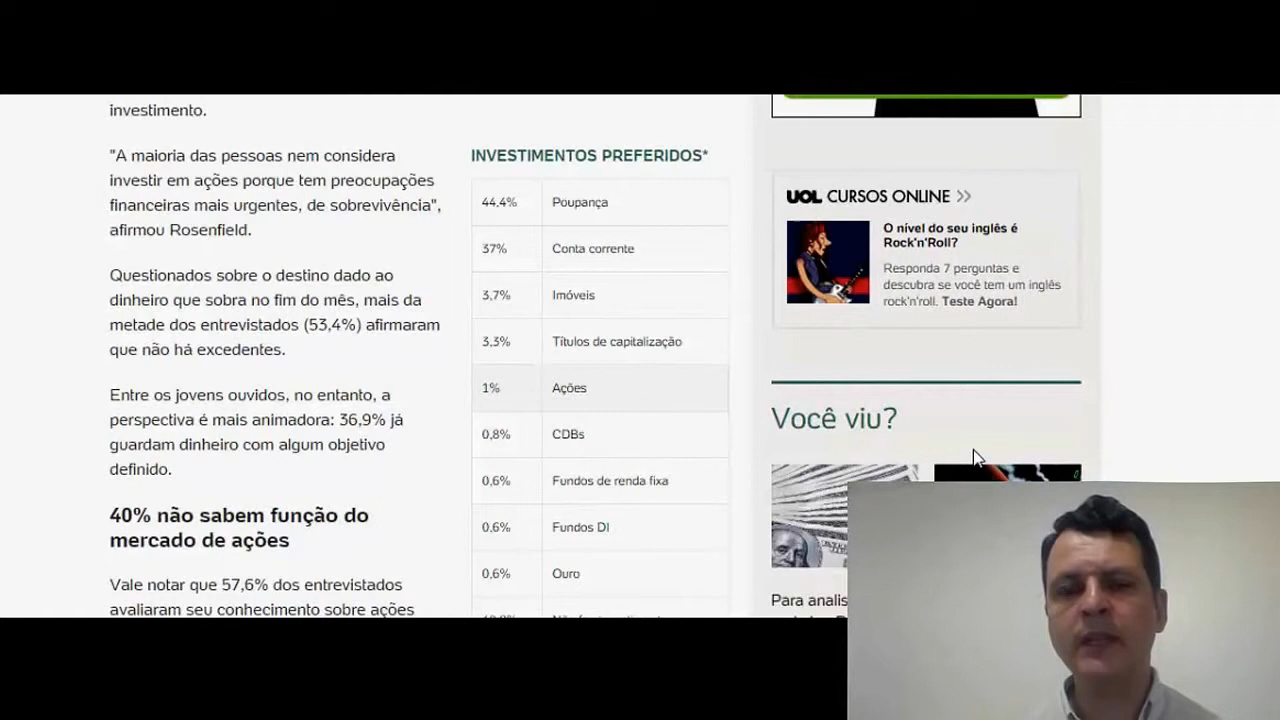 investimento.
"A maioria das pessoas nem considera
investir em ações porque tem preocupações
financeiras mais urgentes, de sobrevivência",
afirmou Rosenfield.
Questionados sobre o destino dado ao
dinheiro que sobra no fim do mês, mais da
metade dos entrevistados (53,4%) afirmaram
que não há excedentes.
Entre os jovens ouvidos, no entanto, a
perspectiva é mais animadora: 36,9% já
guardam dinheiro com algum objetivo
definido.
40% não sabem função do
mercado de ações
Vale notar que 57,6% dos entrevistados
avaliaram seu conhecimento sobre ações
INVESTIMENTOS PREFERIDOS*
44,4% Poupança
37% Conta corrente
3,7% Imóveis
3,3% Títulos de capitalização
1% Ações
0,8% CDBs
0,6% Fundos de renda fixa
0,6% Fundos DI
0,6% Ouro
UOL CURSOS ONLINE >>
O nível do seu inglês é
Rock'n'Roll?
Responda 7 perguntas e
descubra se você tem um inglês
rock'n'roll. Teste Agora!
Você viu?
Para analis